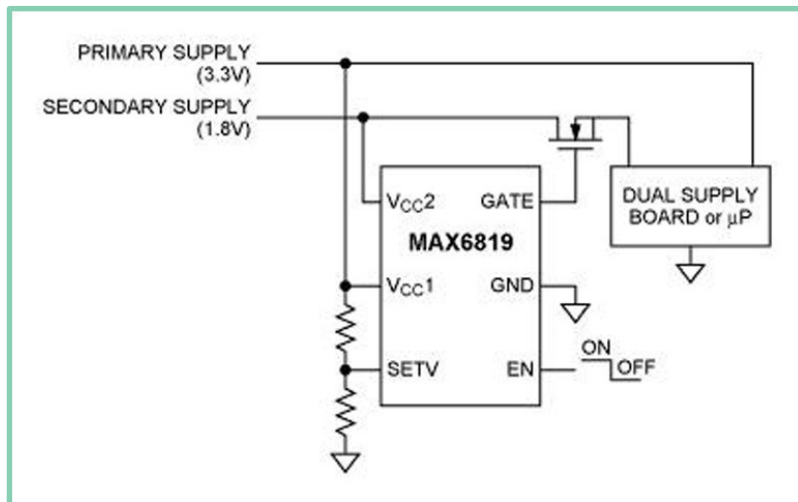 PRIMARY SUPPLY
(3.3V)
SECONDARY SUPPLY
(1.8V)
VCC2 GATE
DUAL SUPPLY
BOARD or μP
MAX6819
VCC1 GND
SETV EN
ON
OFF